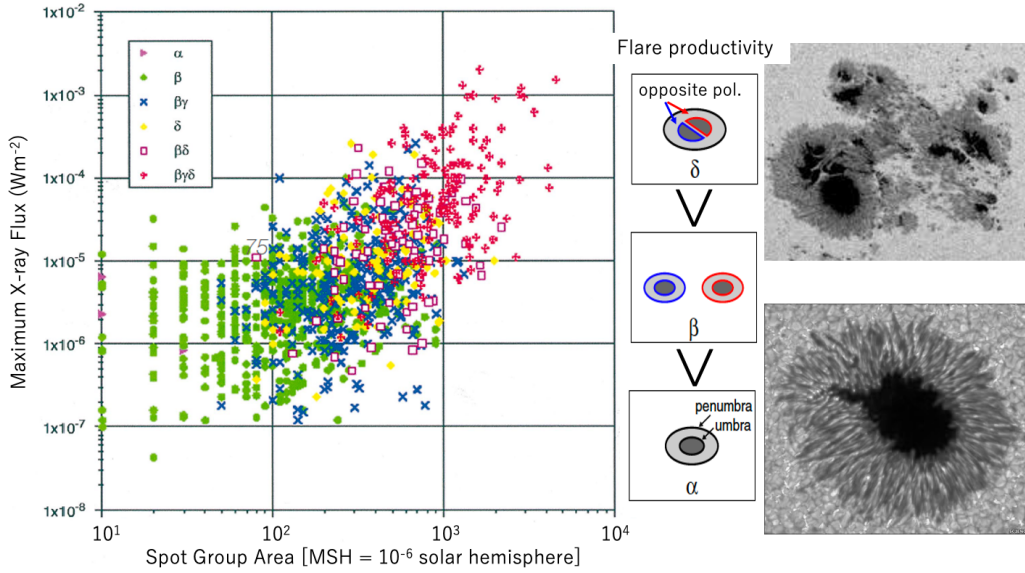 1x10-2
1x10-3
1x10-4
1x10-5
1x10-6
1x10-7
1x10-8
Maximum X-ray Flux (Wm-2)
α
β
βγ
δ
βδ
βγδ
75
10¹
10²
10³
10⁴
Spot Group Area [MSH = 10⁻⁶ solar hemisphere]
Flare productivity
opposite pol.
δ
β
penumbra
umbra
α